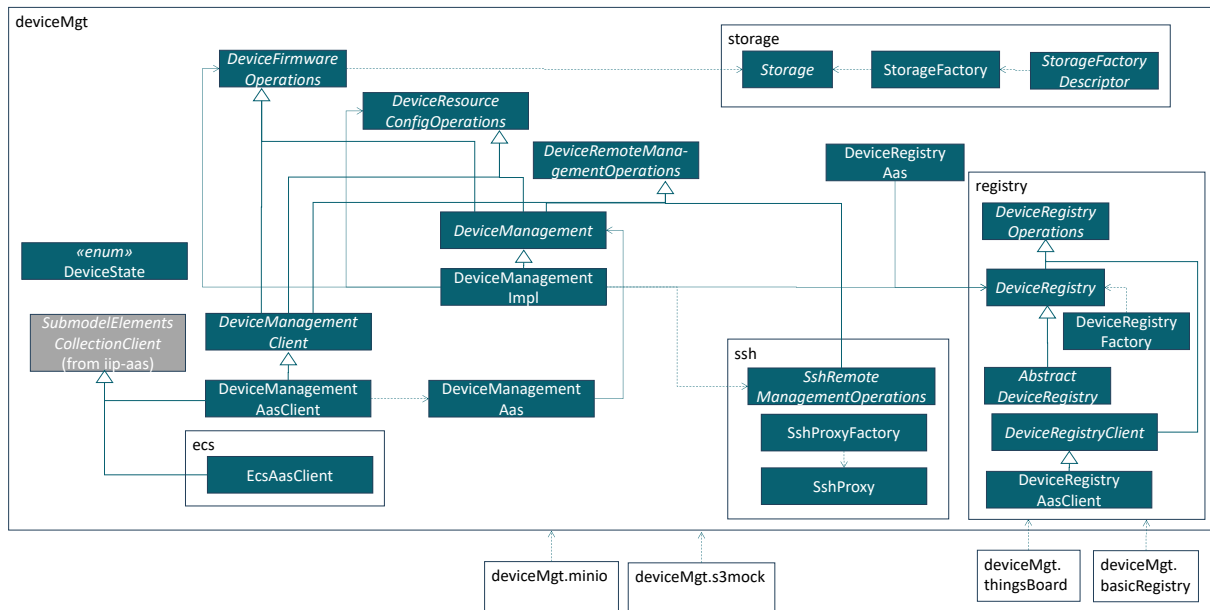 deviceMgt
storage
DeviceFirmware
Operations
Storage
StorageFactory
StorageFactory
Descriptor
DeviceResource
ConfigOperations
DeviceRemoteMana-
gementOperations
DeviceRegistry
Aas
registry
DeviceRegistry
Operations
DeviceManagement
«enum»
DeviceState
DeviceManagement
Impl
DeviceRegistry
DeviceRegistry
Factory
SubmodelElements
CollectionClient
(from iip-aas)
DeviceManagement
Client
ssh
SshRemote
ManagementOperations
Abstract
DeviceRegistry
DeviceManagement
AasClient
DeviceManagement
Aas
SshProxyFactory
DeviceRegistryClient
ecs
EcsAasClient
SshProxy
DeviceRegistry
AasClient
deviceMgt.minio
deviceMgt.s3mock
deviceMgt.
thingsBoard
deviceMgt.
basicRegistry